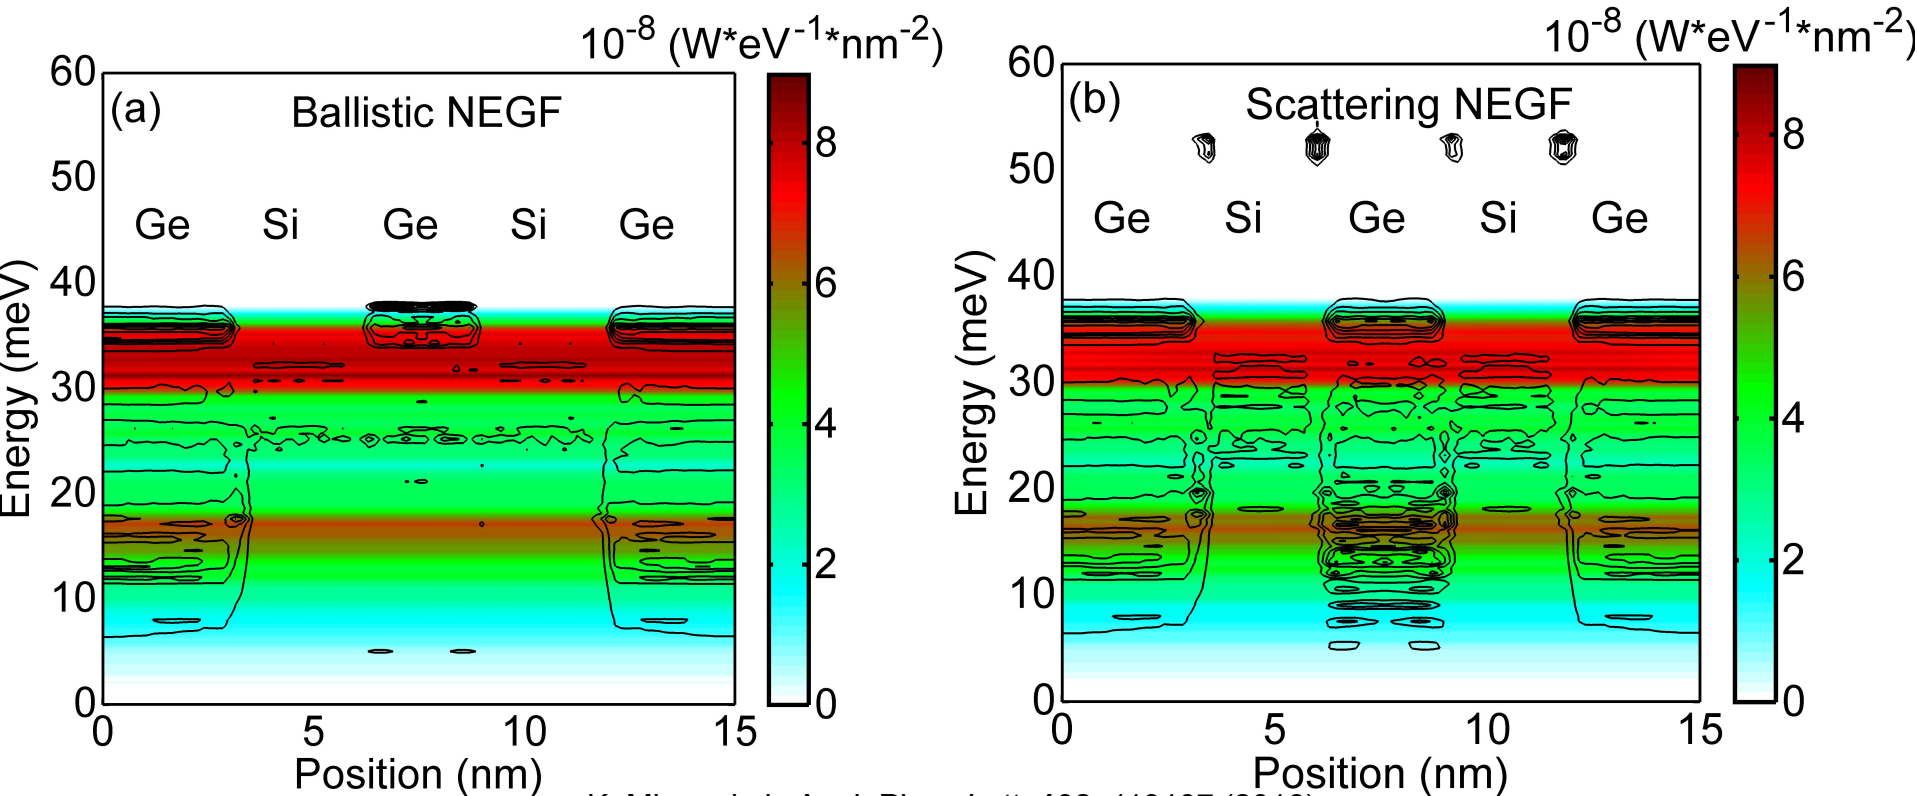 10-8 (W*eV-1*nm-2)
60
(a) Ballistic NEGF
8
50
Ge Si Ge Si Ge
6
40
Energy (meV)
30
4
20
2
10
0
0
0 5 10 15
Position (nm)
10-8 (W*eV-1*nm-2)
60
(b) Scattering NEGF
8
50
Ge Si Ge Si Ge
6
40
Energy (meV)
30
4
20
2
10
0
0
0 5 10 15
Position (nm)